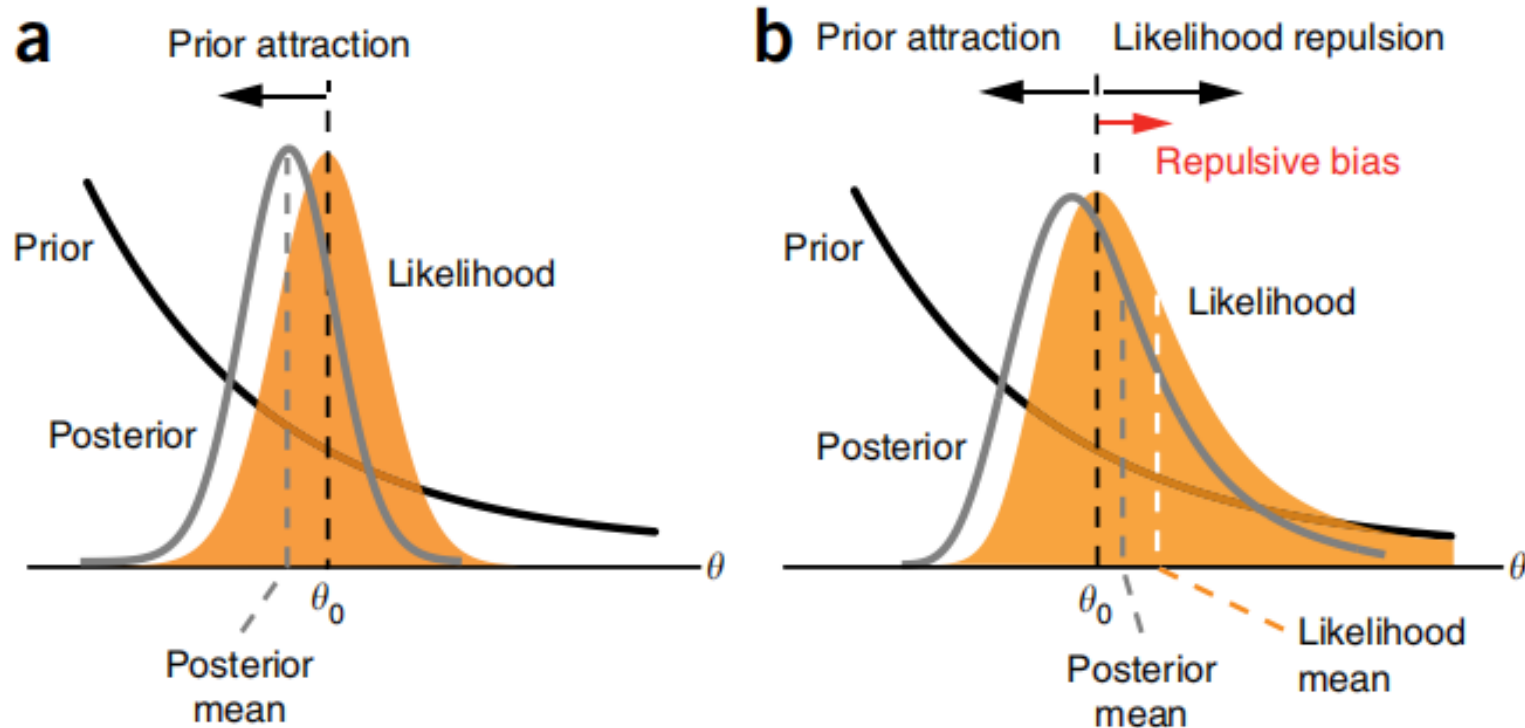 a
Prior attraction
Prior
Likelihood
Posterior
θ
θ0
Posterior
mean
b
Prior attraction
Likelihood repulsion
Repulsive bias
Prior
Likelihood
Posterior
θ
θ0
Posterior
mean
Likelihood
mean